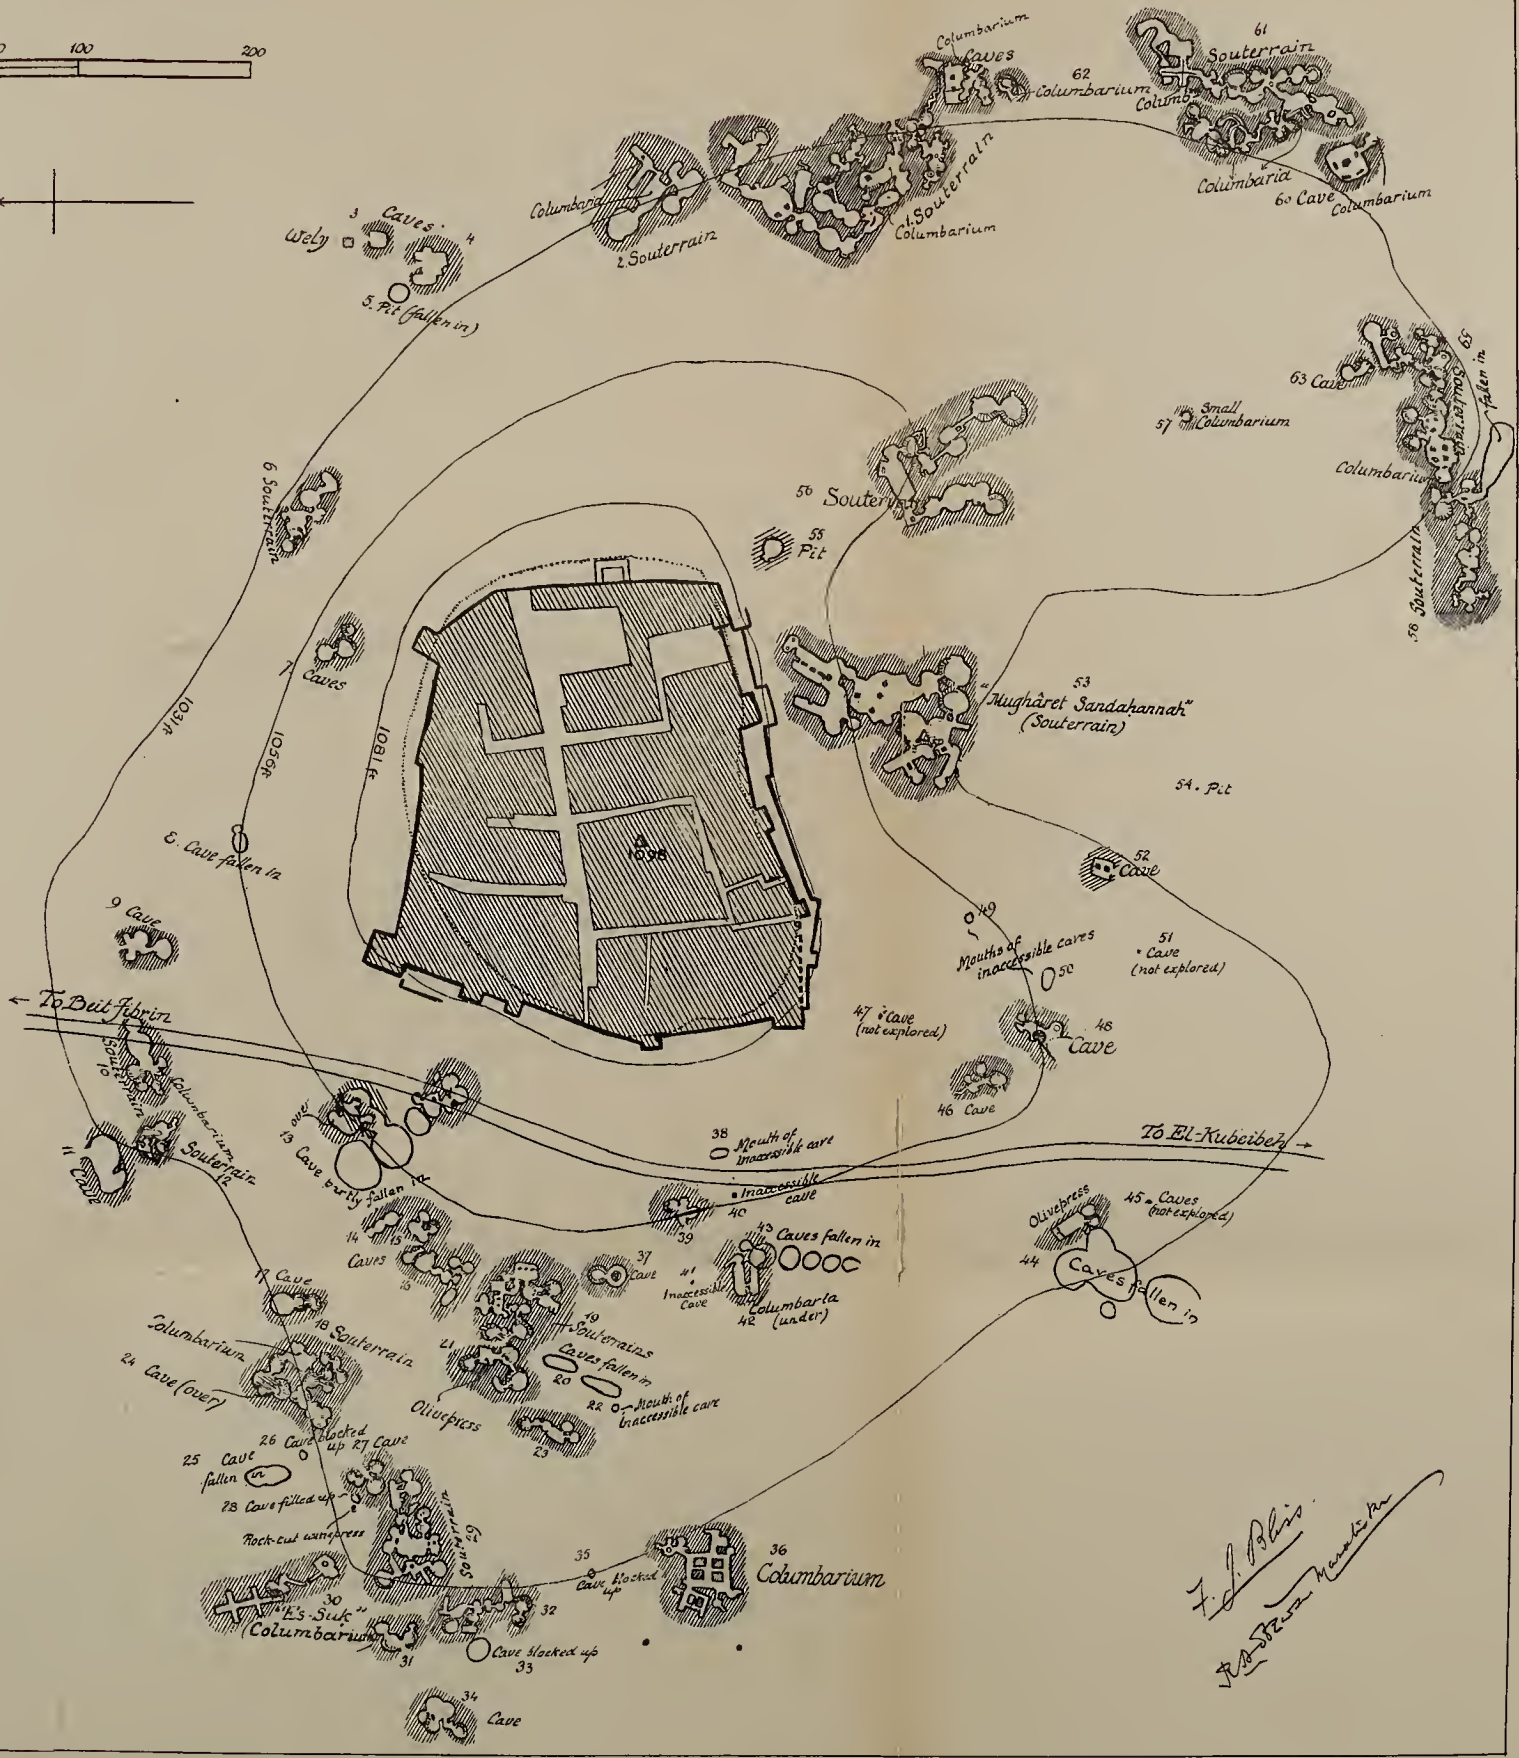 0 100 200
Columbarium
Caves
62
Columbarium
61
Souterrain
Columb
Columbaria
60 Cave
Columbarium
Columbaria
2. Souterrain
1. Souterrain
Columbarium
3 Caves 4
Wely
5. Pit (fallen in)
63 Cave
59 Souterrain
fallen in
57 Small
Columbarium
Columbarium
58 Souterrain
6 Souterrain
56 Souterrain
55
Pit
7. Caves
53
"Mughâret Sandahannah"
(Souterrain)
54. Pit
1031 ft
1056 ft
1081 ft
1098
8. Cave fallen in
52
Cave
9 Cave
49
Mouths of
inaccessible caves
50
51
Cave
(not explored)
← To Beit Jibrin
47 Cave
(not explored)
48
Cave
Souterrain
10
Columbarium
46 Cave
11 Cave
Souterrain
12
over
13 Cave partly fallen in
38
Mouth of
Inaccessible cave
To El-Kubeibeh →
Inaccessible
cave
40
39
Olivepress
45 Caves
(not explored)
44
Caves fallen in
14 15
Caves
16
37
Cave
41
Inaccessible
Cave
43 Caves fallen in
Columbaria
42 (under)
17 Cave
18 Souterrain
Columbarium
24 Cave (over)
19
Souterrains
21
Olivepress
Caves fallen in
20
22 Mouth of
Inaccessible cave
23
26 Cave blocked
up
27 Cave
25 Cave
fallen in
28 Cave filled up
Rock-cut winepress
29 Souterrain
30
"Es-Suk"
(Columbarium)
31
32
Cave blocked up
33
35
Cave blocked
up
36
Columbarium
34
Cave
F. J. Bliss.